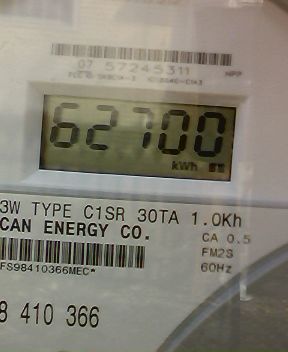 07 57245311
NPP
62700
kWh
3W TYPE C1SR 30TA 1.0Kh
CAN ENERGY CO.
CA 0.5
FM2S
FS98410366MEC*
60Hz
8 410 366